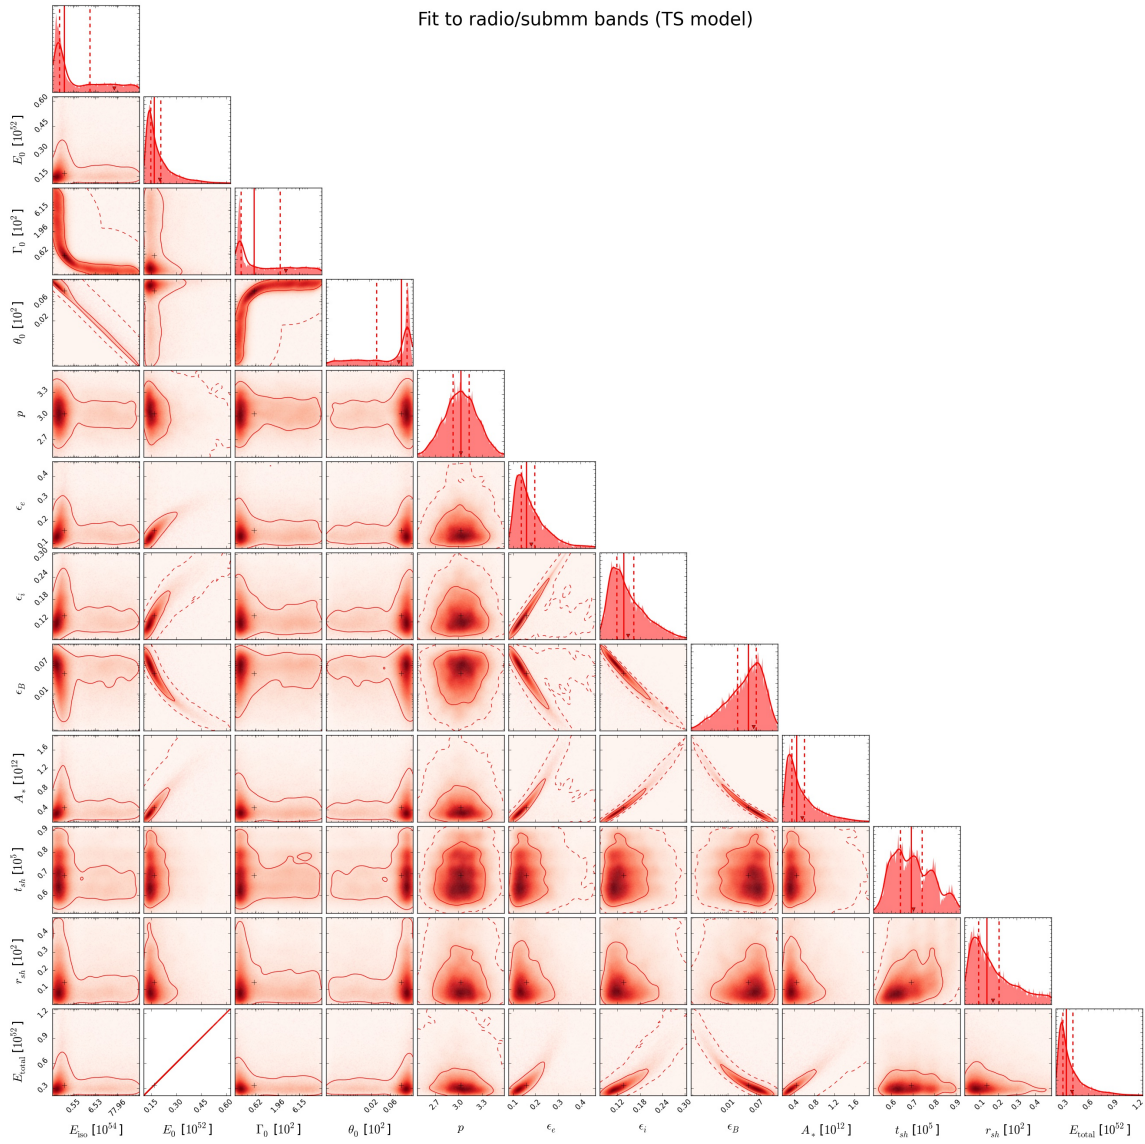 Fit to radio/submm bands (TS model)
E_0 [10^52]
0.60
0.45
0.30
0.15
Γ_0 [10^2]
6.15
1.96
0.62
θ_0 [10^2]
0.06
0.02
p
3.3
3.0
2.7
ϵ_e
0.4
0.3
0.2
0.1
ϵ_i
0.30
0.24
0.18
0.12
ϵ_B
0.07
0.01
A_* [10^12]
1.6
1.2
0.8
0.4
t_sh [10^5]
0.9
0.8
0.7
0.6
r_sh [10^2]
0.4
0.3
0.2
0.1
E_total [10^52]
1.2
0.9
0.6
0.3
0.55 6.53 77.96
0.15 0.30 0.45 0.60
0.62 1.96 6.15
0.02 0.06
2.7 3.0 3.3
0.1 0.2 0.3 0.4
0.12 0.18 0.24 0.30
0.01 0.07
0.4 0.8 1.2 1.6
0.6 0.7 0.8 0.9
0.1 0.2 0.3 0.4
0.3 0.6 0.9 1.2
E_iso [10^54] E_0 [10^52] Γ_0 [10^2] θ_0 [10^2] p ϵ_e ϵ_i ϵ_B A_* [10^12] t_sh [10^5] r_sh [10^2] E_total [10^52]